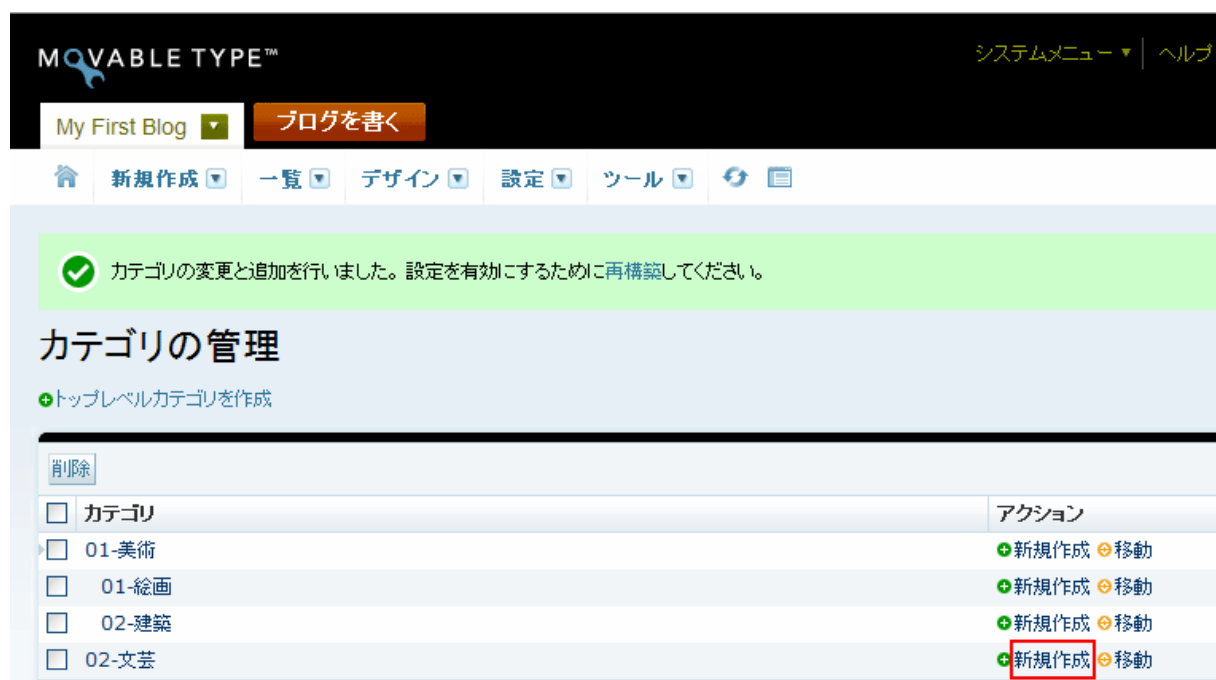 MOVABLE TYPE™
システムメニュー ヘルプ
My First Blog ブログを書く
新規作成 一覧 デザイン 設定 ツール
カテゴリの変更と追加を行いました。設定を有効にするために再構築してください。
カテゴリの管理
トップレベルカテゴリを作成
削除
カテゴリ アクション
01-美術 新規作成 移動
01-絵画 新規作成 移動
02-建築 新規作成 移動
02-文芸 新規作成 移動